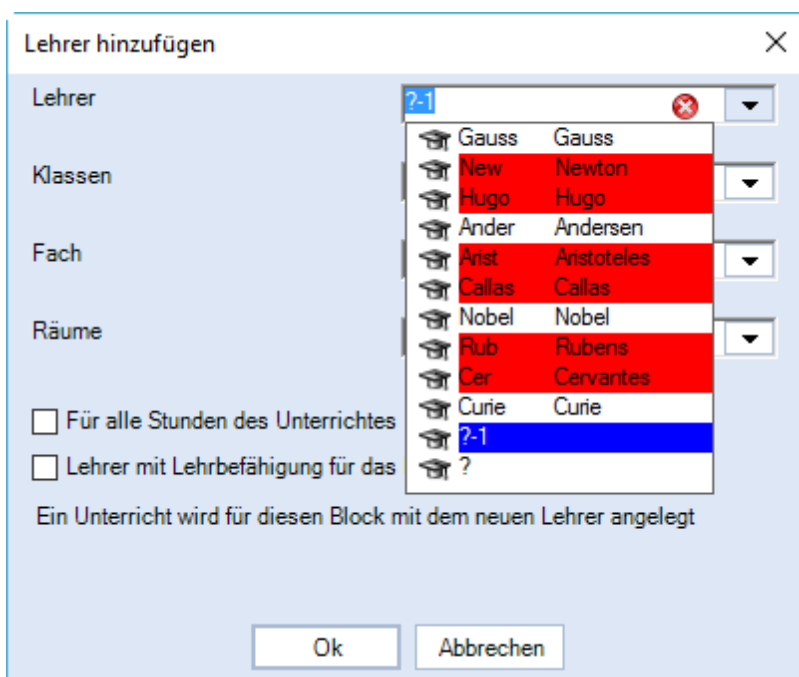 Lehrer hinzufügen
Lehrer
?-1
Gauss Gauss
New Newton
Hugo Hugo
Ander Andersen
Arist Aristoteles
Callas Callas
Nobel Nobel
Rub Rubens
Cer Cervantes
Curie Curie
?-1
?
Klassen
Fach
Räume
Für alle Stunden des Unterrichtes
Lehrer mit Lehrbefähigung für das
Ein Unterricht wird für diesen Block mit dem neuen Lehrer angelegt
Ok Abbrechen